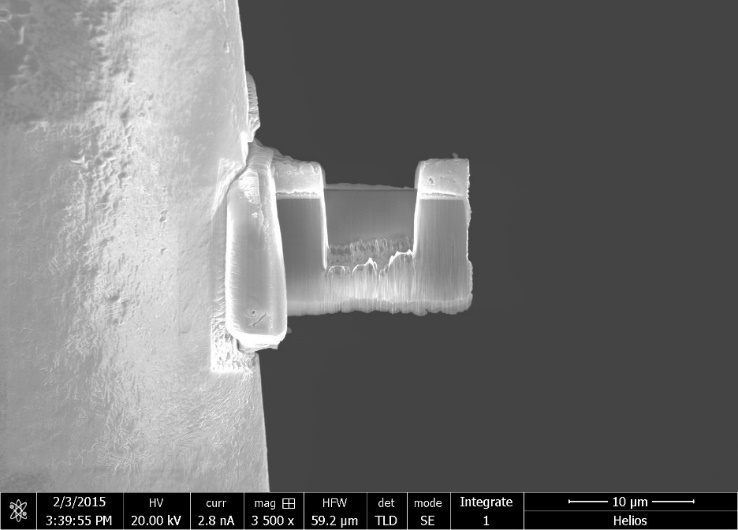 2/3/2015
3:39:55 PM
HV
20.00 kV
curr
2.8 nA
mag
3 500 x
HFW
59.2 µm
det
TLD
mode
SE
Integrate
1
10 µm
Helios